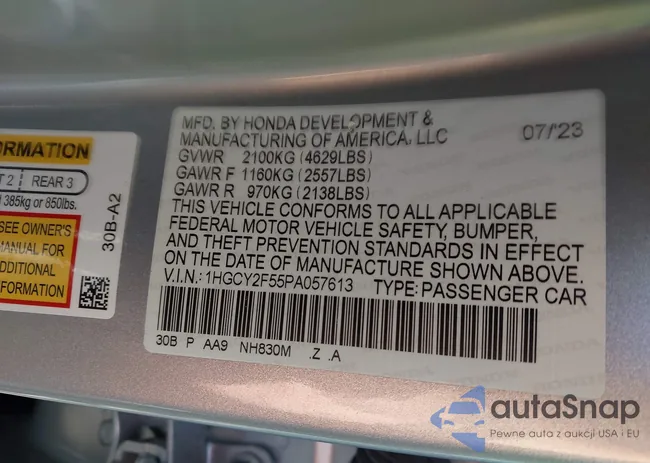 MFD. BY HONDA DEVELOPMENT &
MANUFACTURING OF AMERICA, LLC 07/23
GVWR 2100KG (4629LBS)
GAWR F 1160KG (2557LBS)
GAWR R 970KG (2138LBS)
THIS VEHICLE CONFORMS TO ALL APPLICABLE
FEDERAL MOTOR VEHICLE SAFETY, BUMPER,
AND THEFT PREVENTION STANDARDS IN EFFECT
ON THE DATE OF MANUFACTURE SHOWN ABOVE.
V.I.N.: 1HGCY2F55PA057613 TYPE: PASSENGER CAR
30B P AA9 NH830M .Z .A
ORMATION
2 REAR 3
385kg or 850lbs.
SEE OWNER'S
MANUAL FOR
ADDITIONAL
INFORMATION
30B-A2
autaSnap
Pewne auta z aukcji USA i EU